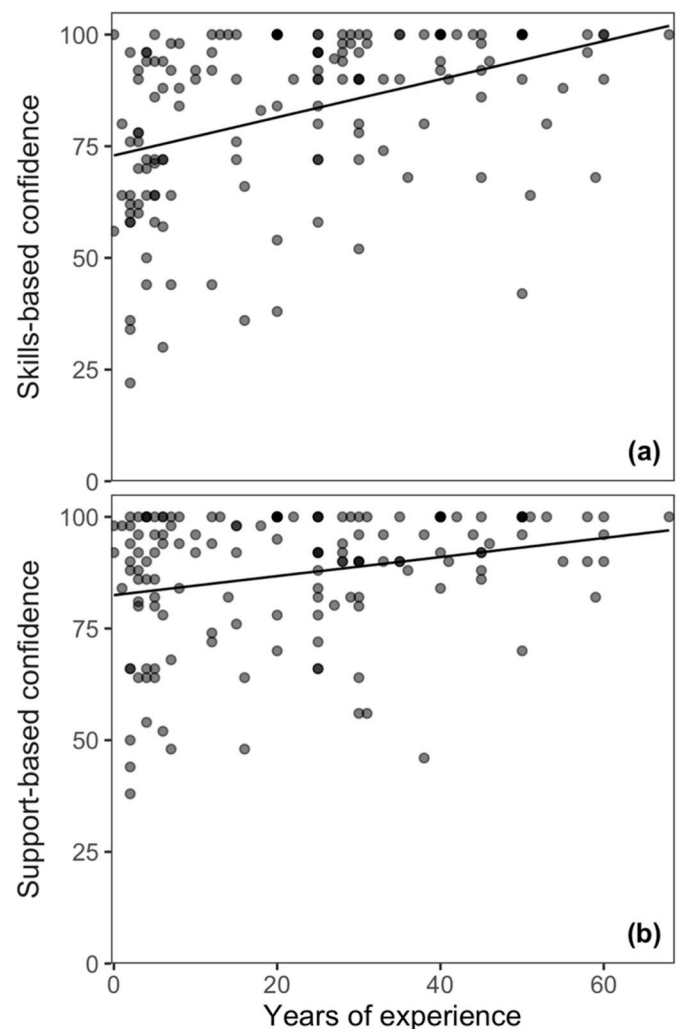 100
75
50
25
0
Skills-based confidence
(a)
100
75
50
25
0
Support-based confidence
(b)
0 20 40 60
Years of experience